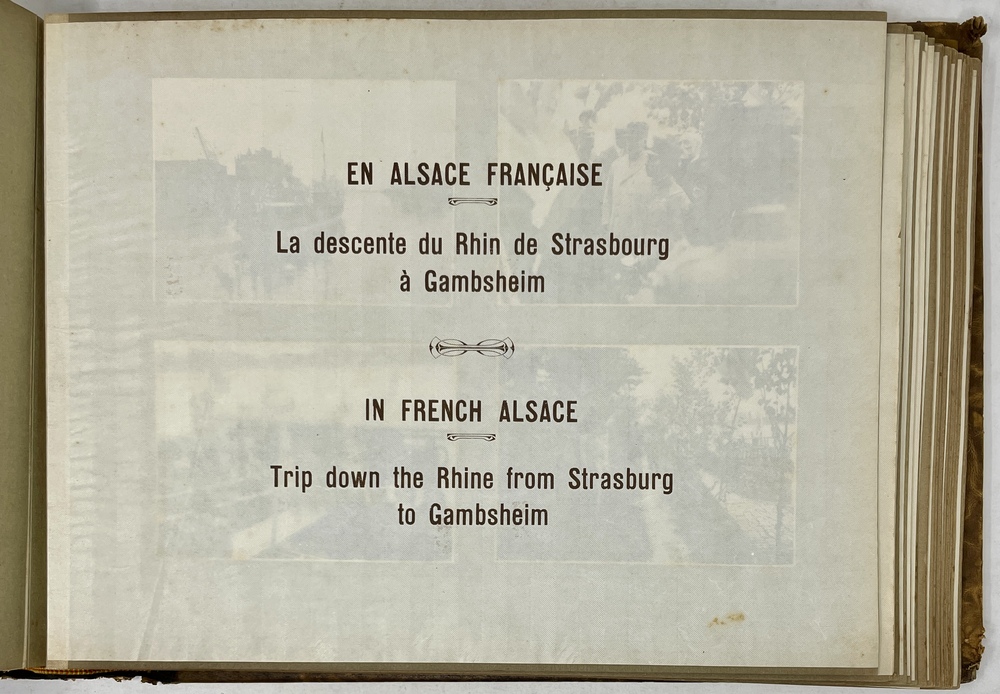 EN ALSACE FRANÇAISE
La descente du Rhin de Strasbourg
à Gambsheim
IN FRENCH ALSACE
Trip down the Rhine from Strasburg
to Gambsheim